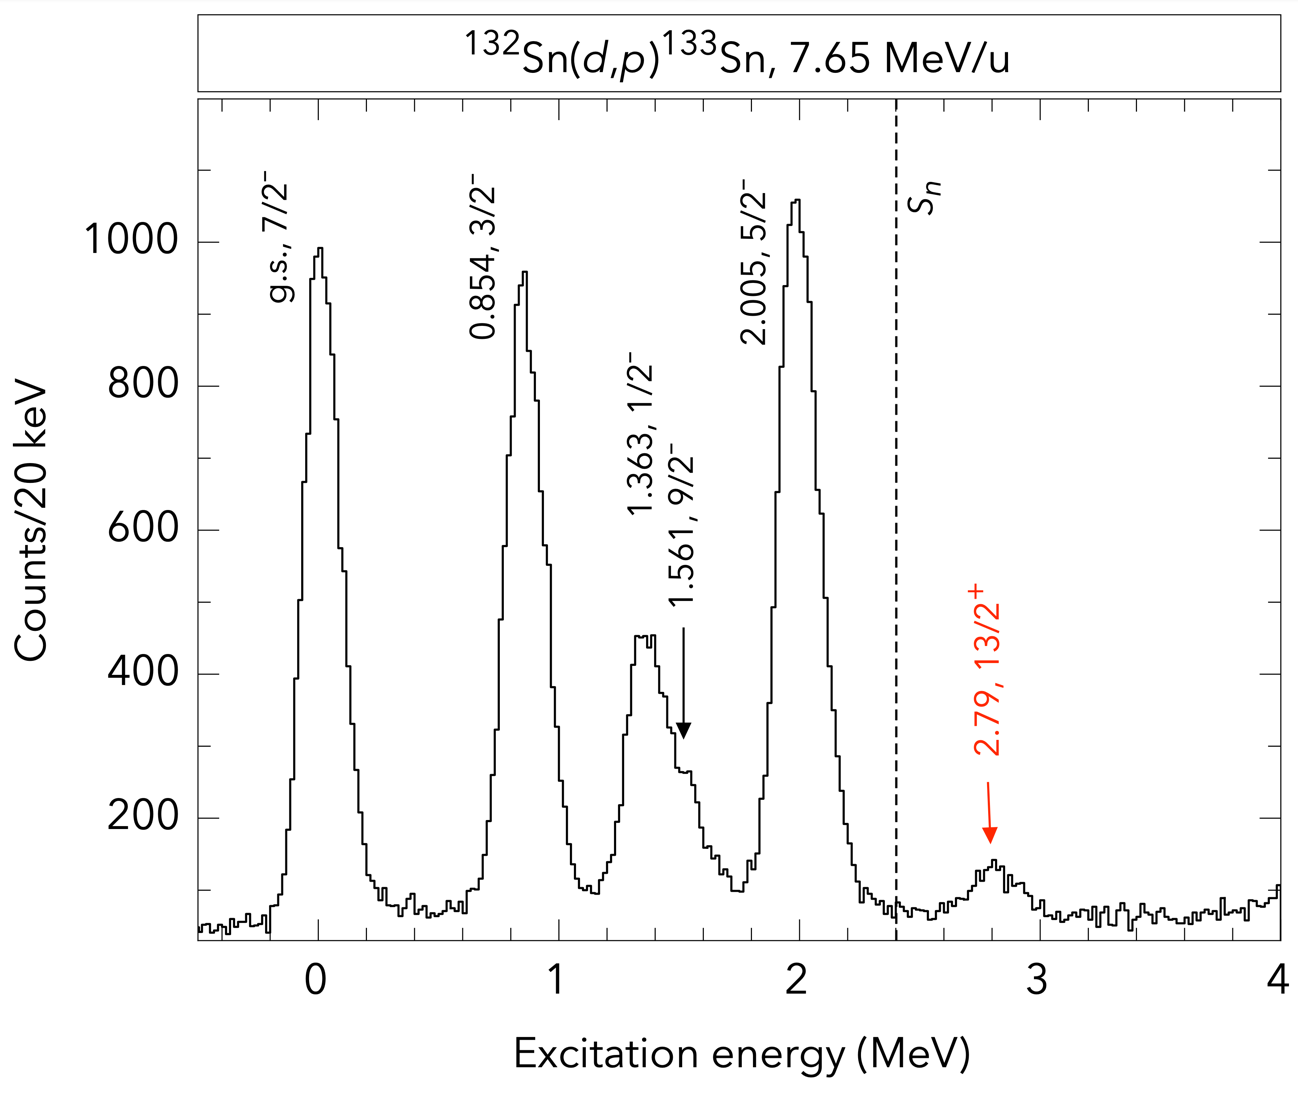 ¹³²Sn(d,p)¹³³Sn, 7.65 MeV/u
g.s., 7/2⁻
0.854, 3/2⁻
1.363, 1/2⁻
1.561, 9/2⁻
2.005, 5/2⁻
Sₙ
2.79, 13/2⁺
1000
800
600
400
200
Counts/20 keV
0 1 2 3 4
Excitation energy (MeV)